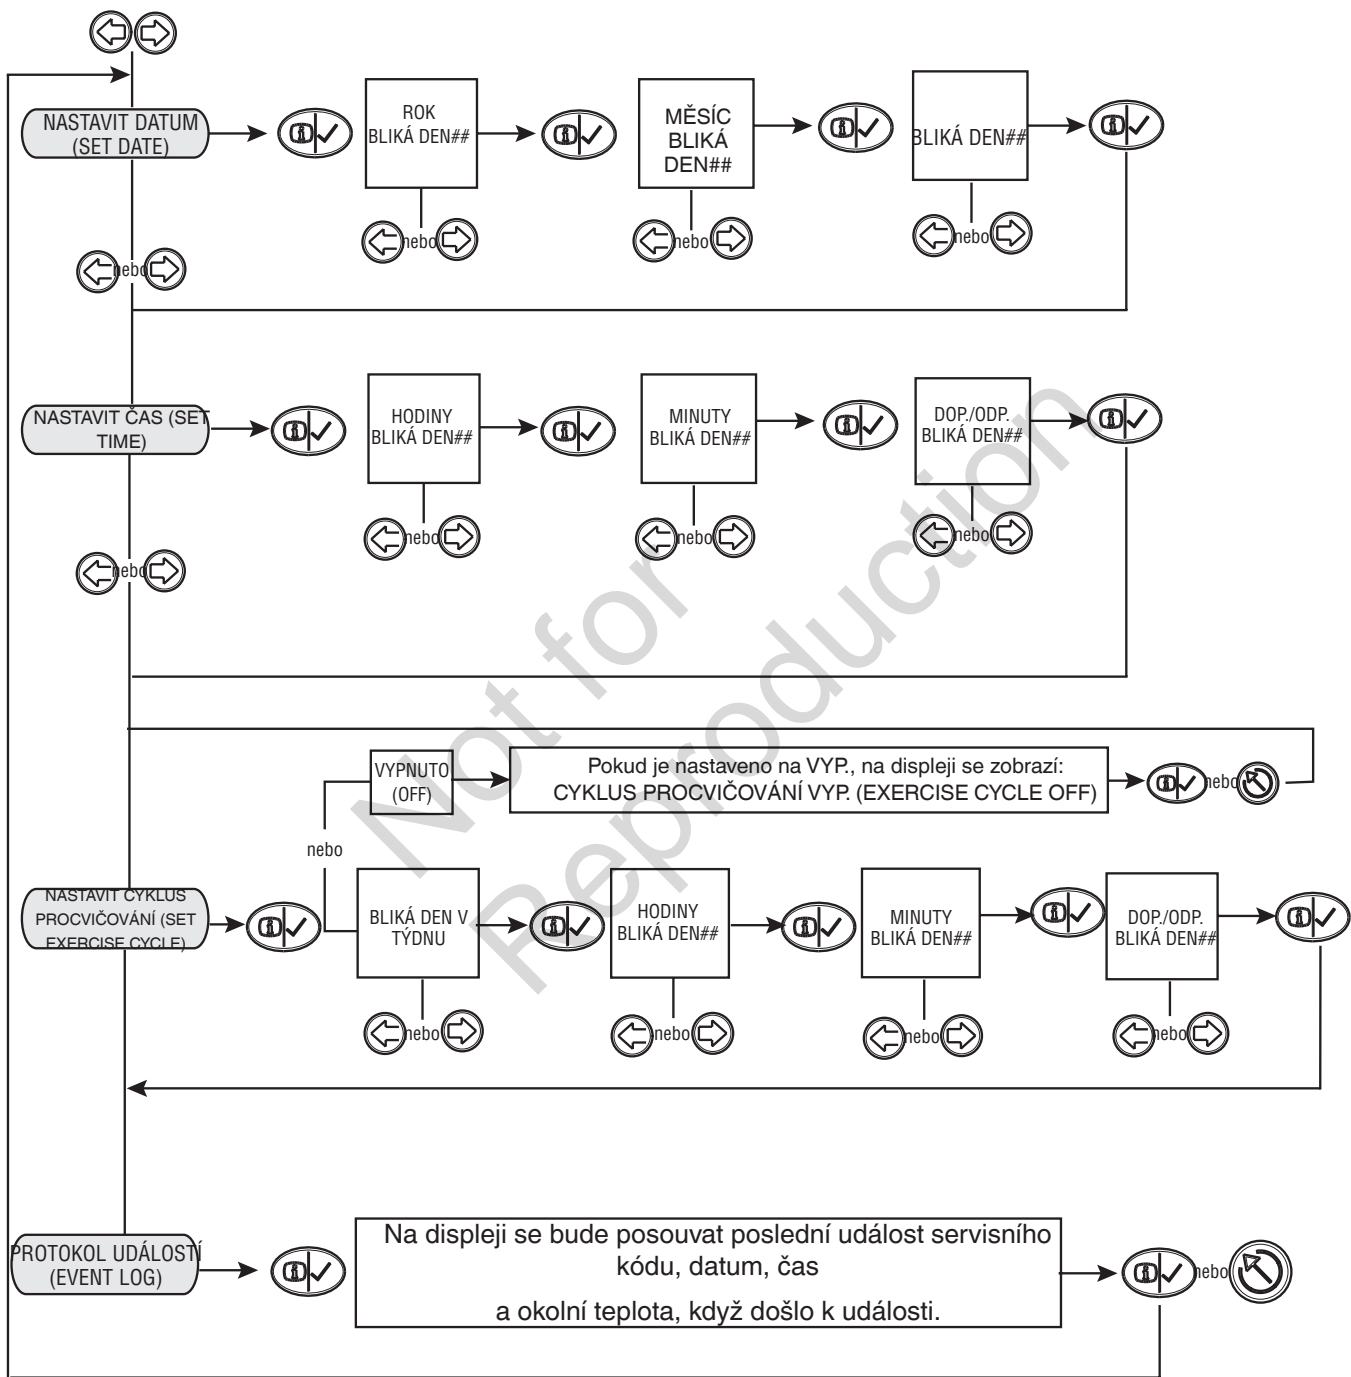 NASTAVIT DATUM
(SET DATE)
ROK
BLIKÁ DEN##
MĚSÍC
BLIKÁ
DEN##
BLIKÁ DEN##
nebo
nebo
nebo
nebo
NASTAVIT ČAS (SET
TIME)
HODINY
BLIKÁ DEN##
MINUTY
BLIKÁ DEN##
DOP./ODP.
BLIKÁ DEN##
nebo
nebo
nebo
nebo
Not for
Reproduction
VYPNUTO
(OFF)
Pokud je nastaveno na VYP., na displeji se zobrazí:
CYKLUS PROCVIČOVÁNÍ VYP. (EXERCISE CYCLE OFF)
nebo
nebo
NASTAVIT CYKLUS
PROCVIČOVÁNÍ (SET
EXERCISE CYCLE)
BLIKÁ DEN V
TÝDNU
HODINY
BLIKÁ DEN##
MINUTY
BLIKÁ DEN##
DOP./ODP.
BLIKÁ DEN##
nebo
nebo
nebo
nebo
PROTOKOL UDÁLOSTÍ
(EVENT LOG)
Na displeji se bude posouvat poslední událost servisního
kódu, datum, čas
a okolní teplota, když došlo k události.
nebo